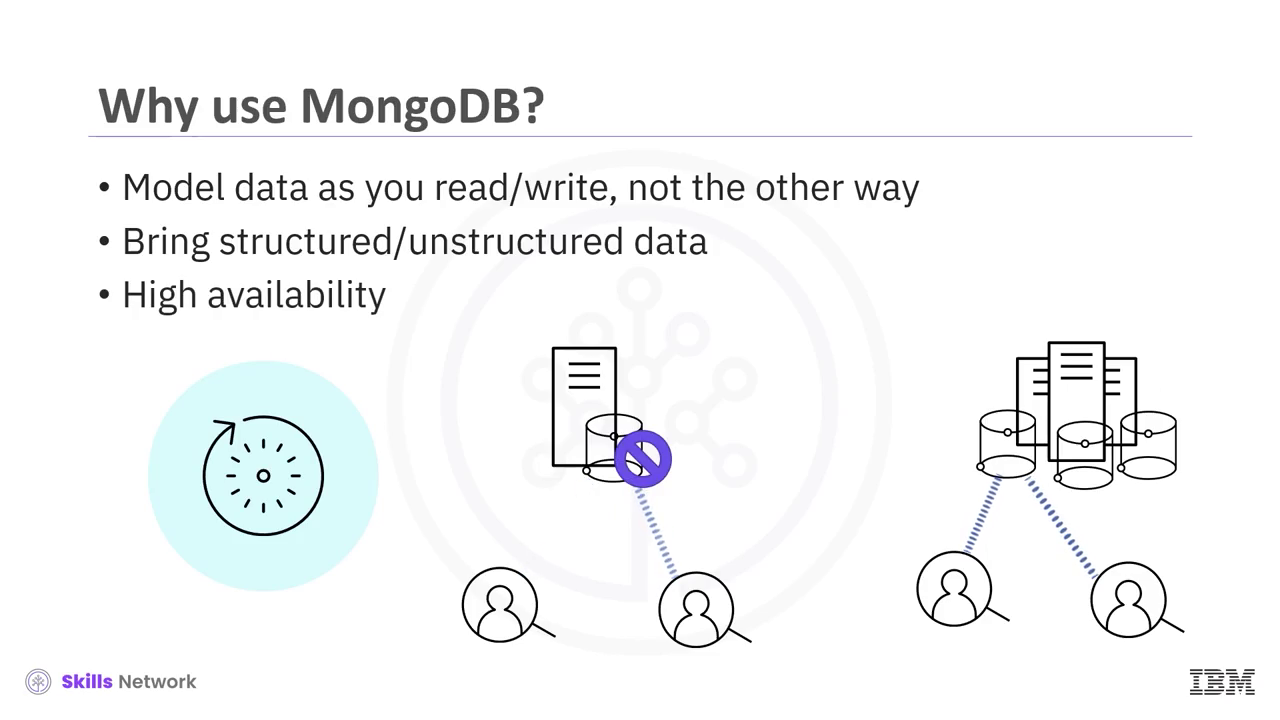 Why use MongoDB?
• Model data as you read/write, not the other way
• Bring structured/unstructured data
• High availability
Skills Network
IBM